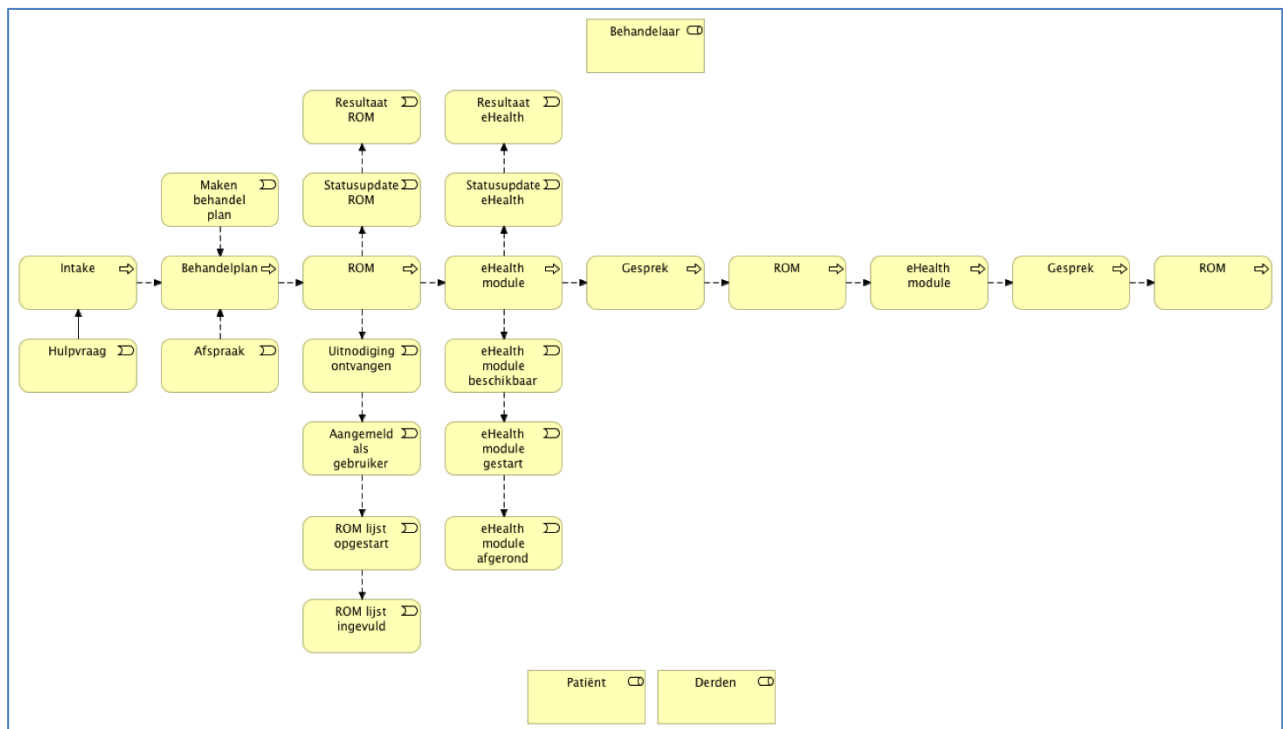 Behandelaar
Resultaat
ROM
Resultaat
eHealth
Maken
behandel
plan
Statusupdate
ROM
Statusupdate
eHealth
Intake
Behandelplan
ROM
eHealth
module
Gesprek
ROM
eHealth
module
Gesprek
ROM
Hulpvraag
Afspraak
Uitnodiging
ontvangen
eHealth
module
beschikbaar
Aangemeld
als
gebruiker
eHealth
module
gestart
ROM lijst
opgestart
eHealth
module
afgerond
ROM lijst
ingevuld
Patiënt
Derden